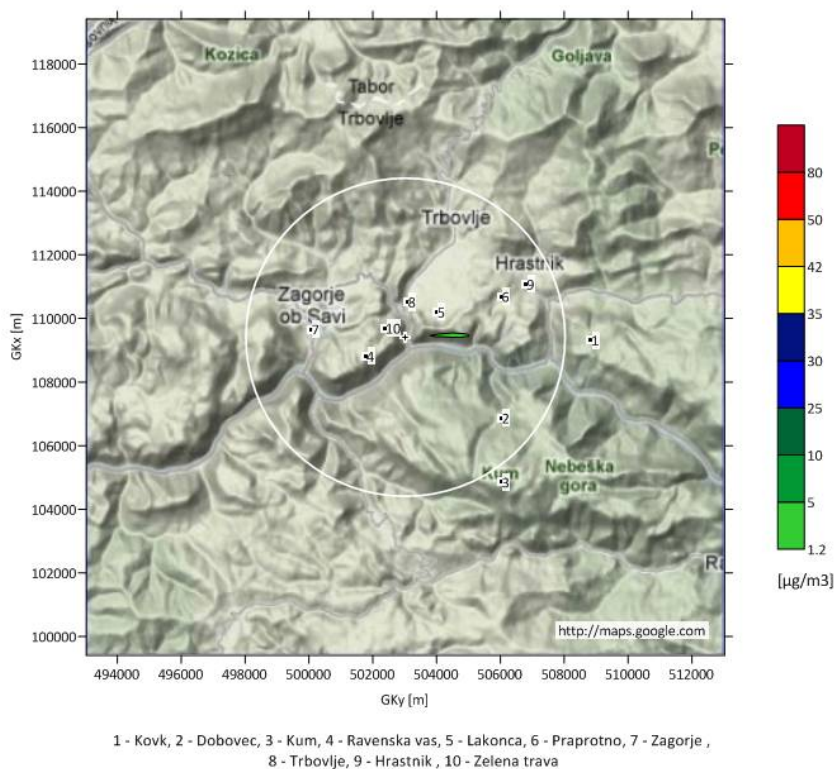 118000
116000
114000
112000
110000
108000
106000
104000
102000
100000
GKx [m]
Kozica
Goljava
Tabor
Trbovlje
Trbovlje
Hrastnik
Zagorje
ob Savi
Kum
Nebeška
gora
1
2
3
4
5
6
7
8
9
10
http://maps.google.com
494000 496000 498000 500000 502000 504000 506000 508000 510000 512000
GKy [m]
80
50
42
35
30
25
10
5
1.2
[µg/m3]
1 - Kovk, 2 - Dobovec, 3 - Kum, 4 - Ravenska vas, 5 - Lakonca, 6 - Praprotno, 7 - Zagorje ,
8 - Trbovlje, 9 - Hrastnik , 10 - Zelena trava